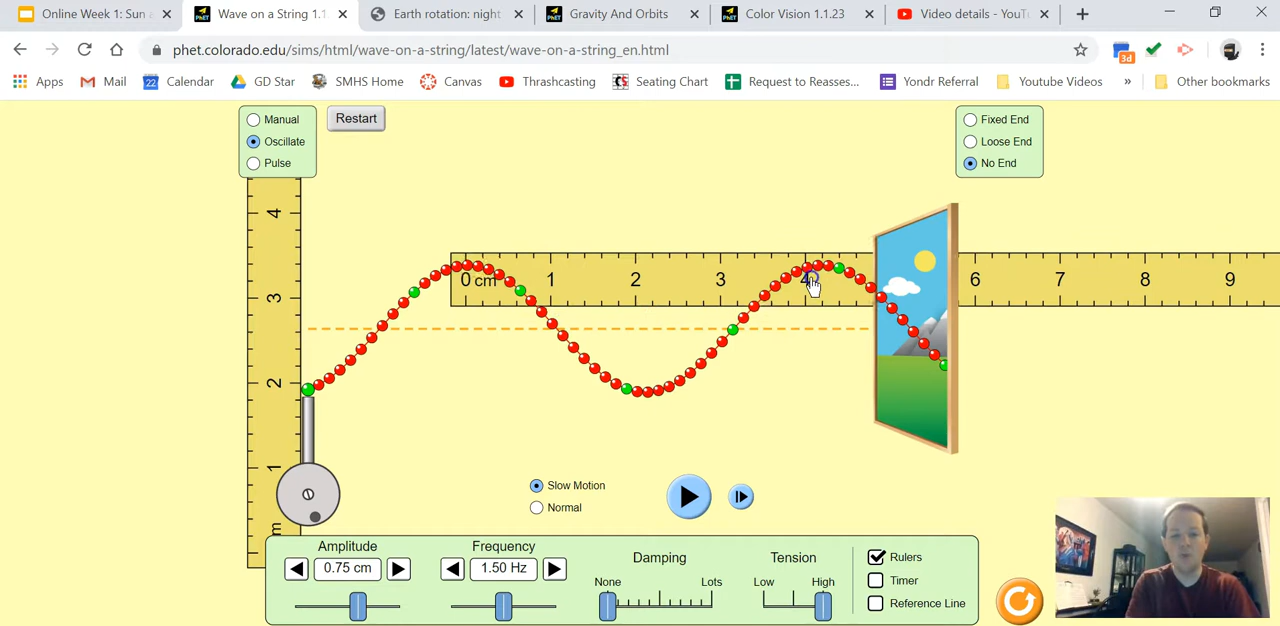 Online Week 1: Sun a
Wave on a String 1.1
Earth rotation: night
Gravity And Orbits
Color Vision 1.1.23
Video details - YouT
phet.colorado.edu/sims/html/wave-on-a-string/latest/wave-on-a-string_en.html
3d
Apps
Mail
22
Calendar
GD Star
SMHS Home
Canvas
Thrashcasting
Seating Chart
Request to Reasses...
Yondr Referral
Youtube Videos
»
Other bookmarks
Manual
Oscillate
Pulse
Restart
Fixed End
Loose End
No End
4
3
2
1
0 cm 1 2 3 4 6 7 8 9
Slow Motion
Normal
Amplitude
0.75 cm
Frequency
1.50 Hz
Damping
None
Lots
Tension
Low
High
Rulers
Timer
Reference Line